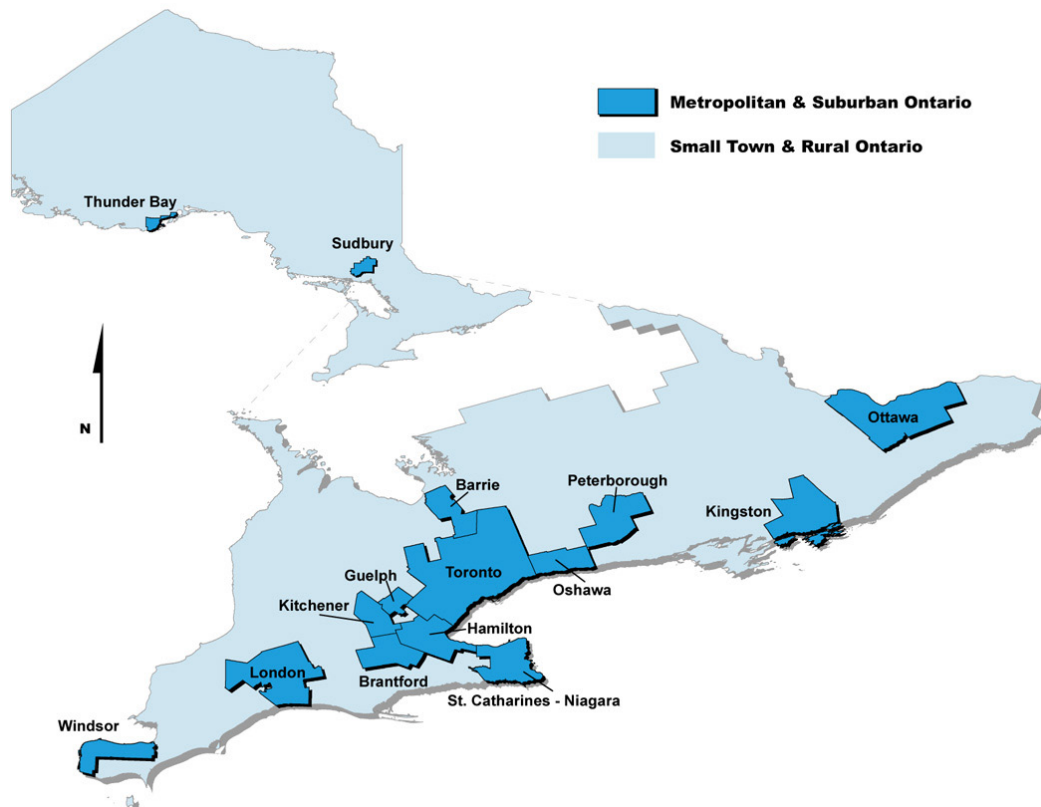 Metropolitan & Suburban Ontario
Small Town & Rural Ontario
Thunder Bay
Sudbury
N
Ottawa
Barrie
Peterborough
Kingston
Guelph
Toronto
Oshawa
Kitchener
Hamilton
London
Brantford
St. Catharines - Niagara
Windsor